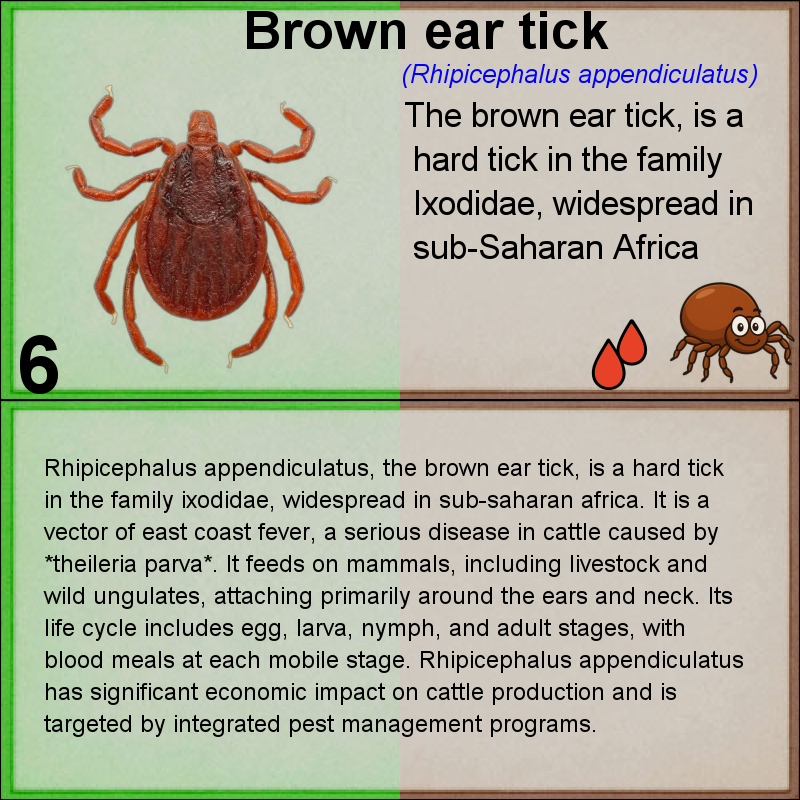 Brown ear tick
(Rhipicephalus appendiculatus)
The brown ear tick, is a
hard tick in the family
Ixodidae, widespread in
sub-Saharan Africa
6
Rhipicephalus appendiculatus, the brown ear tick, is a hard tick
in the family ixodidae, widespread in sub-saharan africa. It is a
vector of east coast fever, a serious disease in cattle caused by
*theileria parva*. It feeds on mammals, including livestock and
wild ungulates, attaching primarily around the ears and neck. Its
life cycle includes egg, larva, nymph, and adult stages, with
blood meals at each mobile stage. Rhipicephalus appendiculatus
has significant economic impact on cattle production and is
targeted by integrated pest management programs.